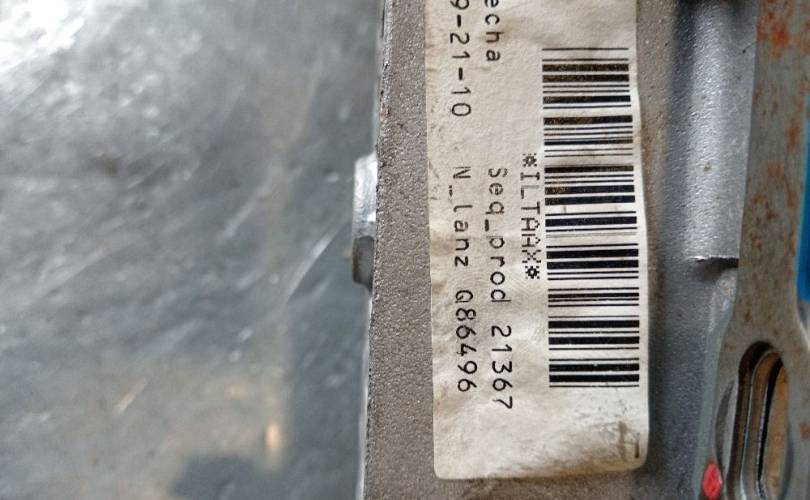 *ILTAAX*
echa Seq_prod 21367
9-21-10 N_lanz Q86496